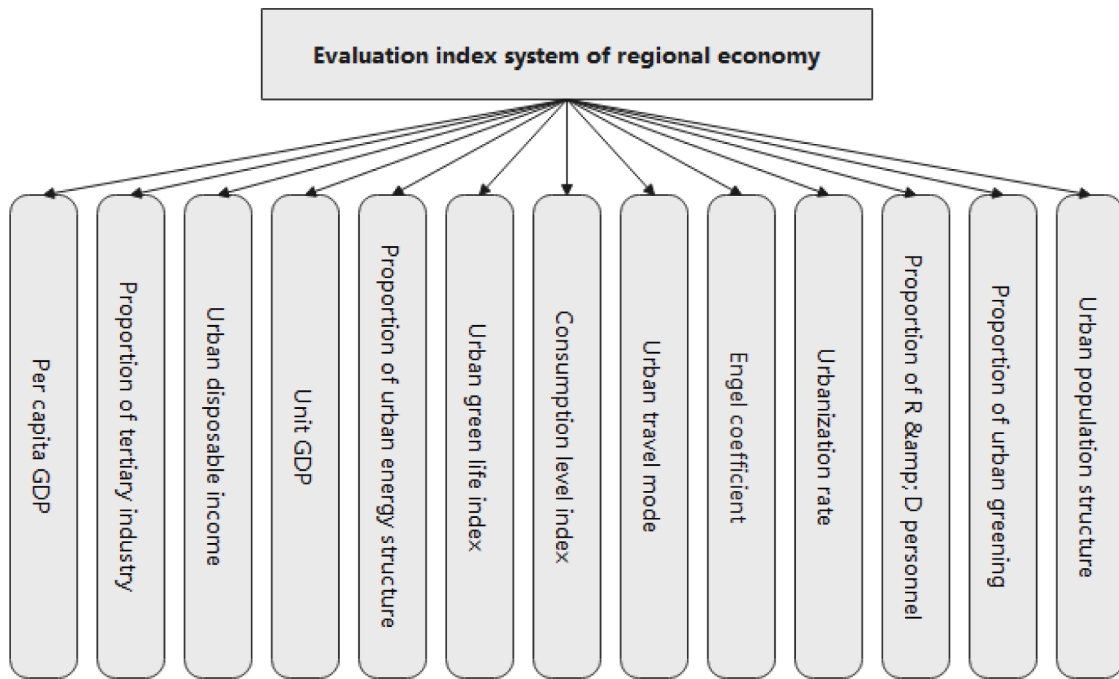 Evaluation index system of regional economy
Per capita GDP
Proportion of tertiary industry
Urban disposable income
Unit GDP
Proportion of urban energy structure
Urban green life index
Consumption level index
Urban travel mode
Engel coefficient
Urbanization rate
Proportion of R &amp; D personnel
Proportion of urban greening
Urban population structure